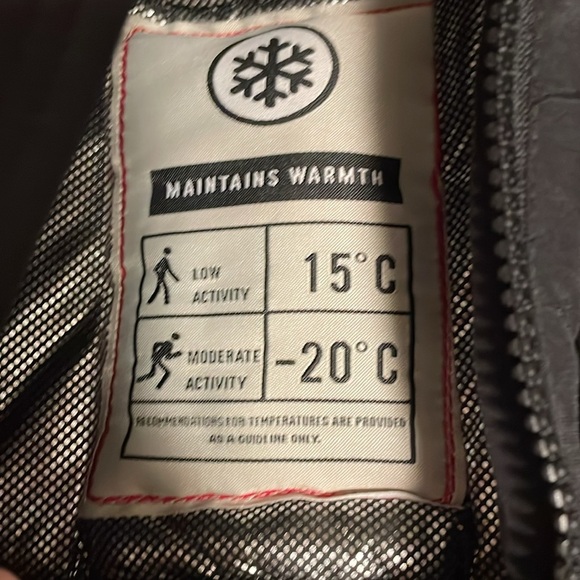 MAINTAINS WARMTH
LOW
ACTIVITY
15°C
MODERATE
ACTIVITY
-20°C
RECOMMENDATIONS FOR TEMPERATURES ARE PROVIDED
AS A GUIDELINE ONLY.